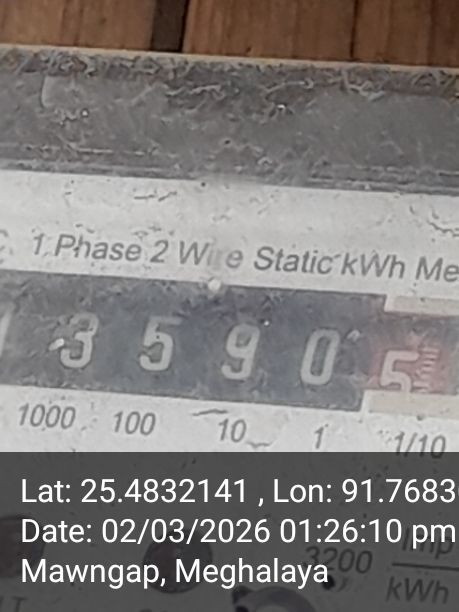 1 Phase 2 Wire Static kWh Me
3 5 9 0 5
1000 100 10 1 1/10
Lat: 25.4832141 , Lon: 91.7683
Date: 02/03/2026 01:26:10 pm
3200 imp
kWh
Mawngap, Meghalaya